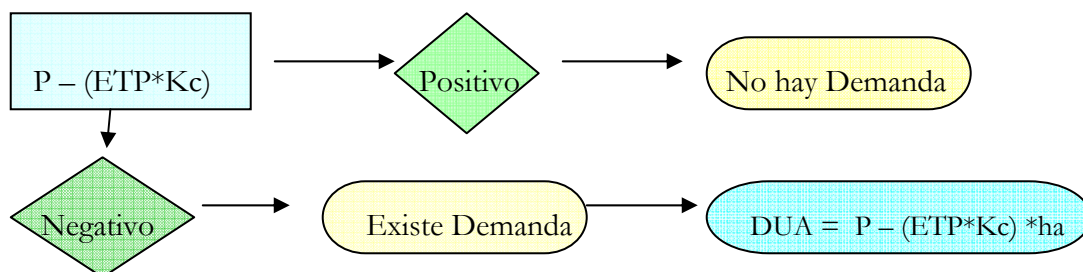 P – (ETP*Kc)
Positivo
No hay Demanda
Negativo
Existe Demanda
DUA = P – (ETP*Kc) *ha